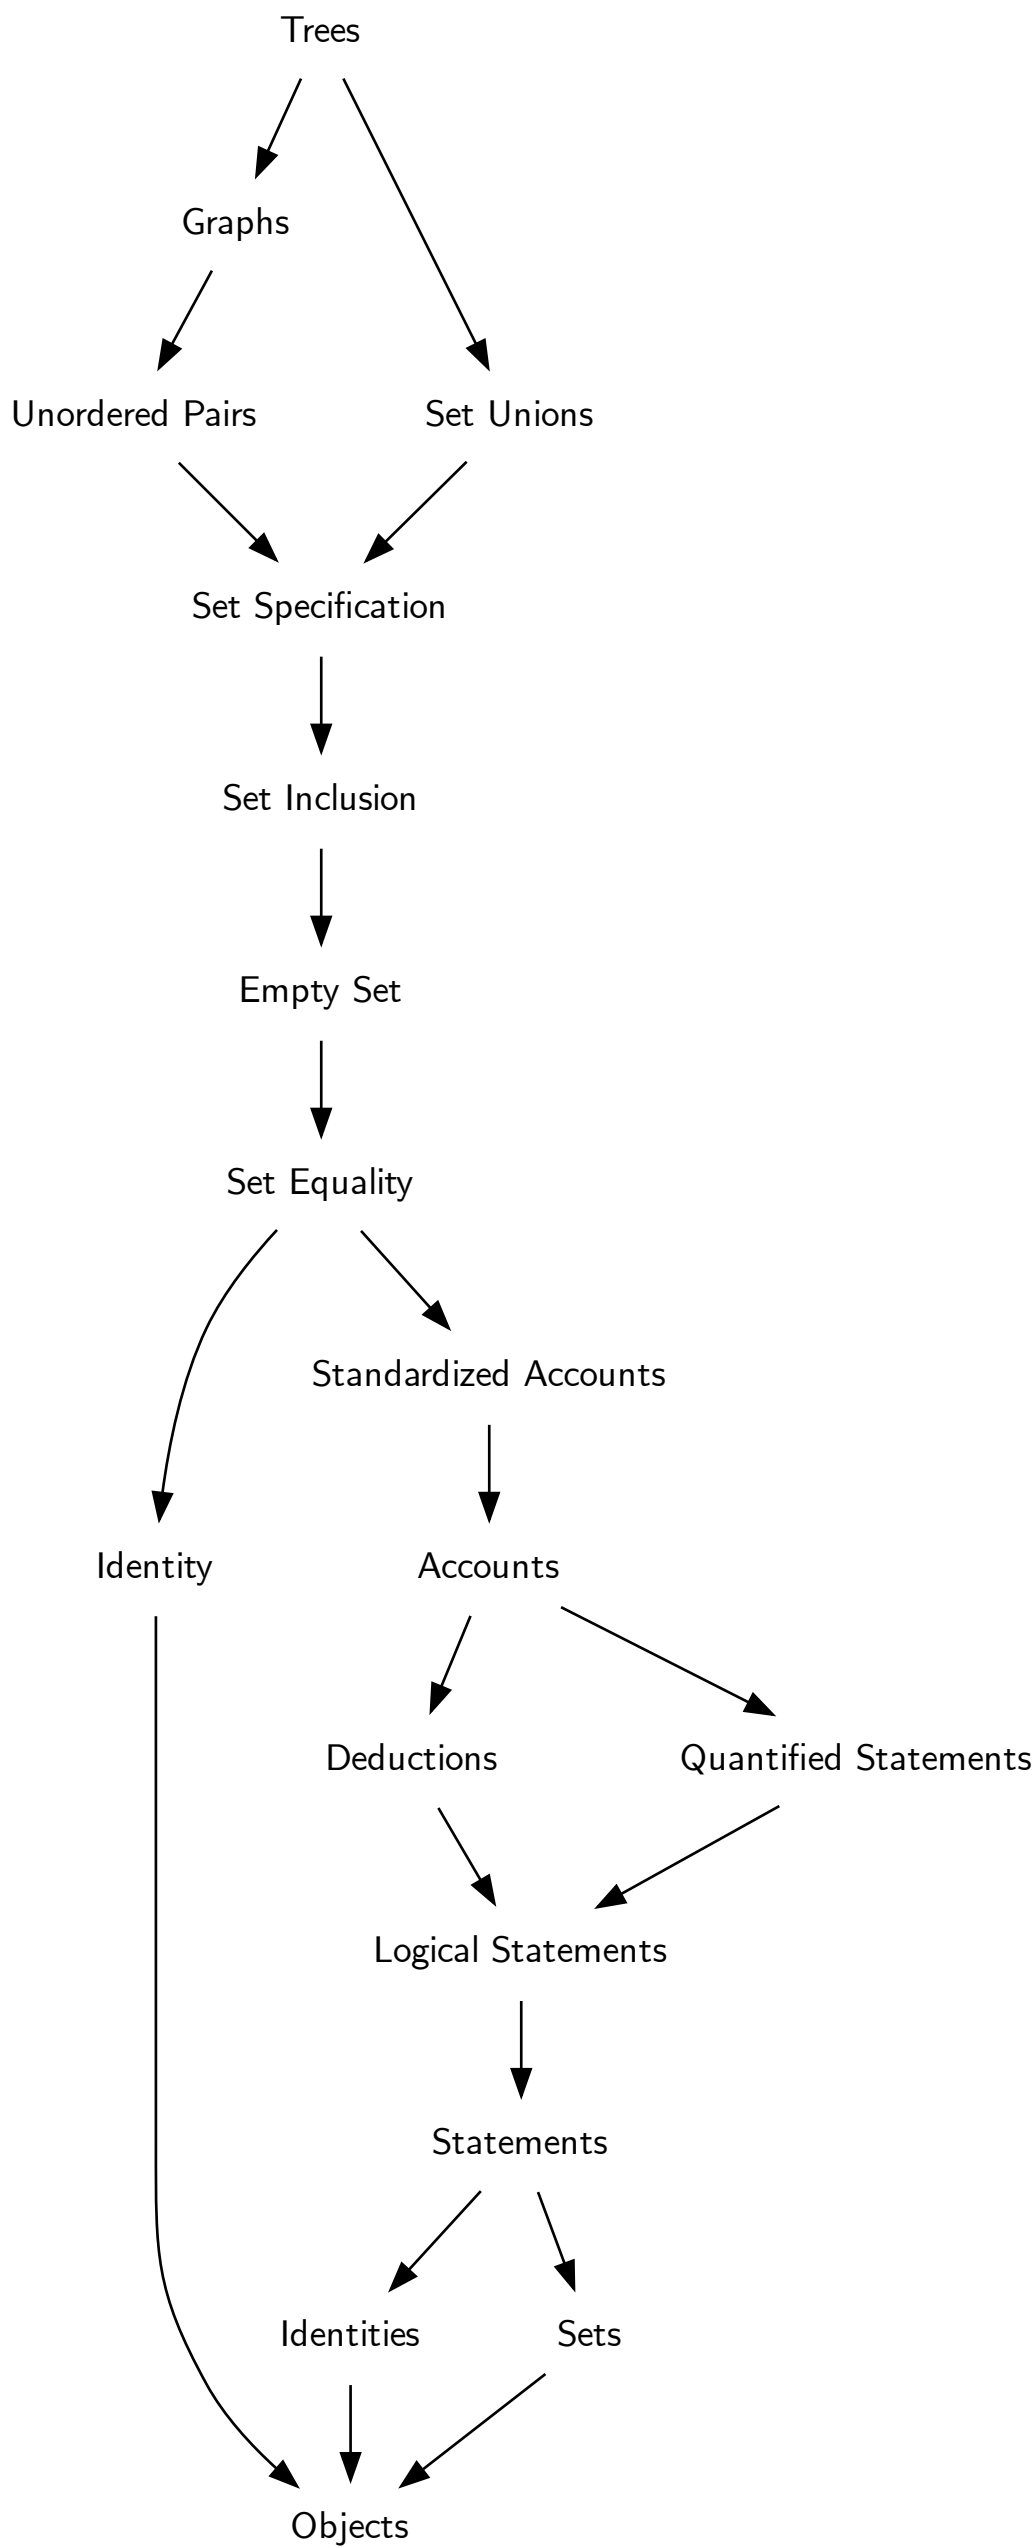 Trees
Graphs
Unordered Pairs
Set Unions
Set Specification
Set Inclusion
Empty Set
Set Equality
Standardized Accounts
Identity
Accounts
Deductions
Quantified Statements
Logical Statements
Statements
Identities
Sets
Objects